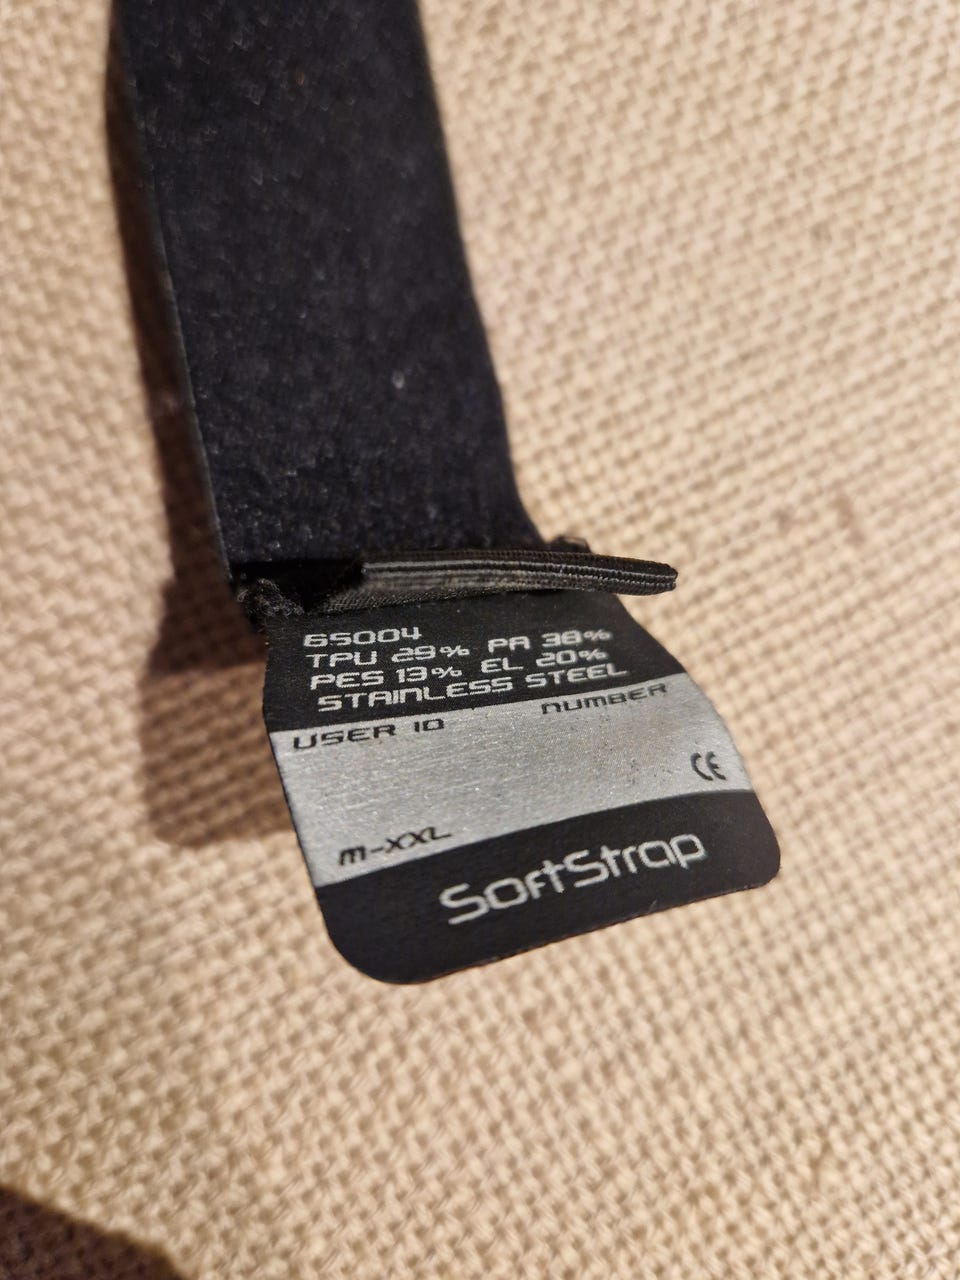 65004
TPU 29% PA 38%
PES 13% EL 20%
STAINLESS STEEL
USER ID NUMBER
CE
M-XXL
SoftStrap